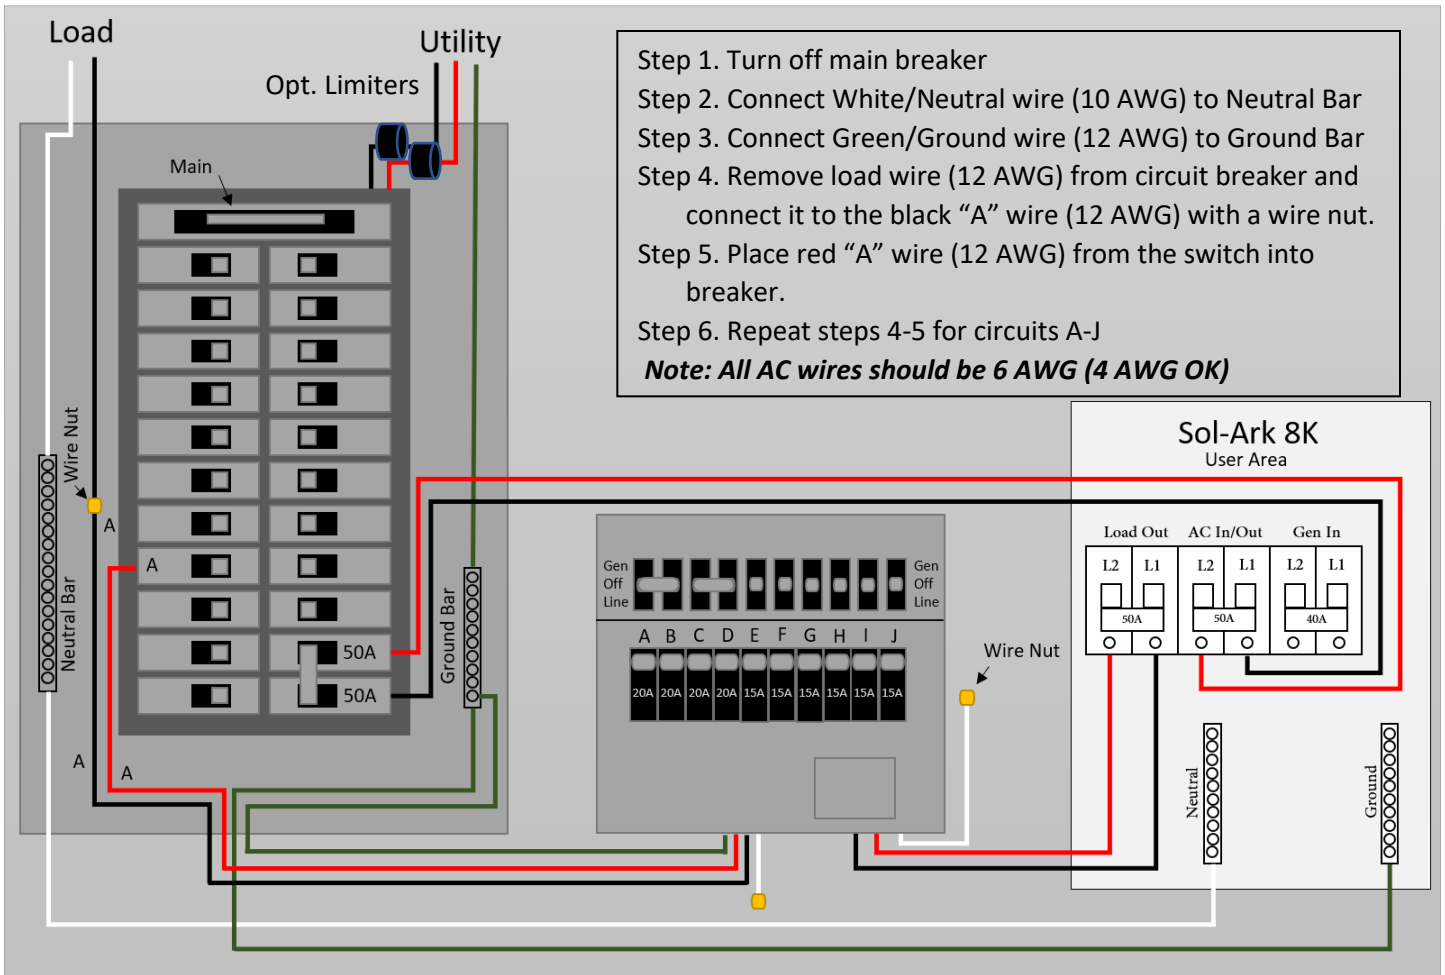 Load
Utility
Opt. Limiters
Step 1. Turn off main breaker
Step 2. Connect White/Neutral wire (10 AWG) to Neutral Bar
Step 3. Connect Green/Ground wire (12 AWG) to Ground Bar
Step 4. Remove load wire (12 AWG) from circuit breaker and
connect it to the black “A” wire (12 AWG) with a wire nut.
Step 5. Place red “A” wire (12 AWG) from the switch into
breaker.
Step 6. Repeat steps 4-5 for circuits A-J
Note: All AC wires should be 6 AWG (4 AWG OK)
Main
Wire Nut
A
A
Neutral Bar
Ground Bar
50A
50A
A
A
Gen
Off
Line
Gen
Off
Line
A B C D E F G H I J
20A 20A 20A 20A 15A 15A 15A 15A 15A 15A
Wire Nut
Sol-Ark 8K
User Area
Load Out AC In/Out Gen In
L2 L1 L2 L1 L2 L1
50A 50A 40A
Neutral
Ground